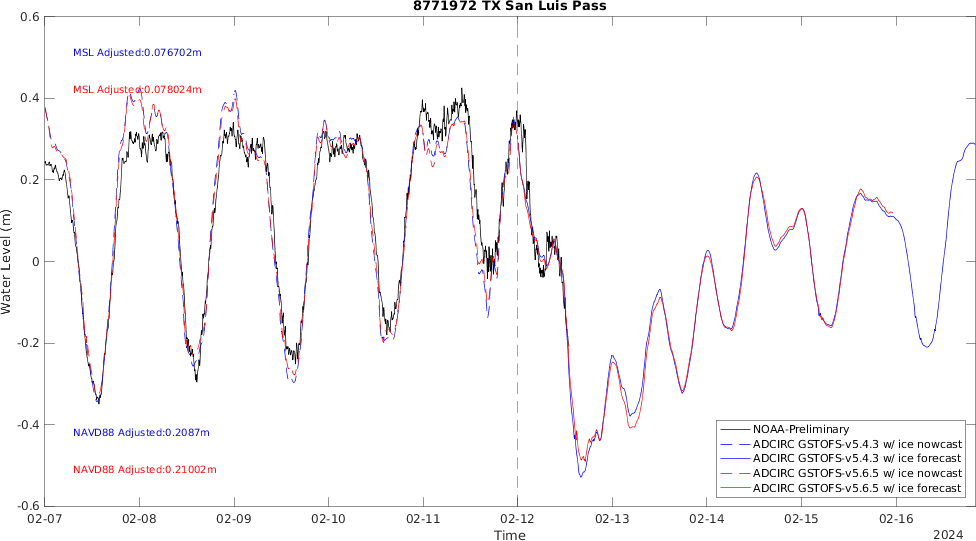 8771972 TX San Luis Pass
0.6
0.4
0.2
0
-0.2
-0.4
-0.6
Water Level (m)
MSL Adjusted:0.076702m
MSL Adjusted:0.078024m
NAVD88 Adjusted:0.2087m
NAVD88 Adjusted:0.21002m
NOAA-Preliminary
ADCIRC GSTOFS-v5.4.3 w/ ice nowcast
ADCIRC GSTOFS-v5.4.3 w/ ice forecast
ADCIRC GSTOFS-v5.6.5 w/ ice nowcast
ADCIRC GSTOFS-v5.6.5 w/ ice forecast
02-07 02-08 02-09 02-10 02-11 02-12 02-13 02-14 02-15 02-16
Time
2024